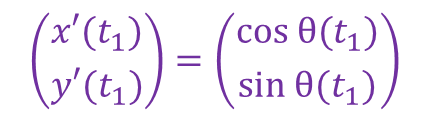 (x′(t₁)) = (cos θ(t₁))
(y′(t₁)) (sin θ(t₁))